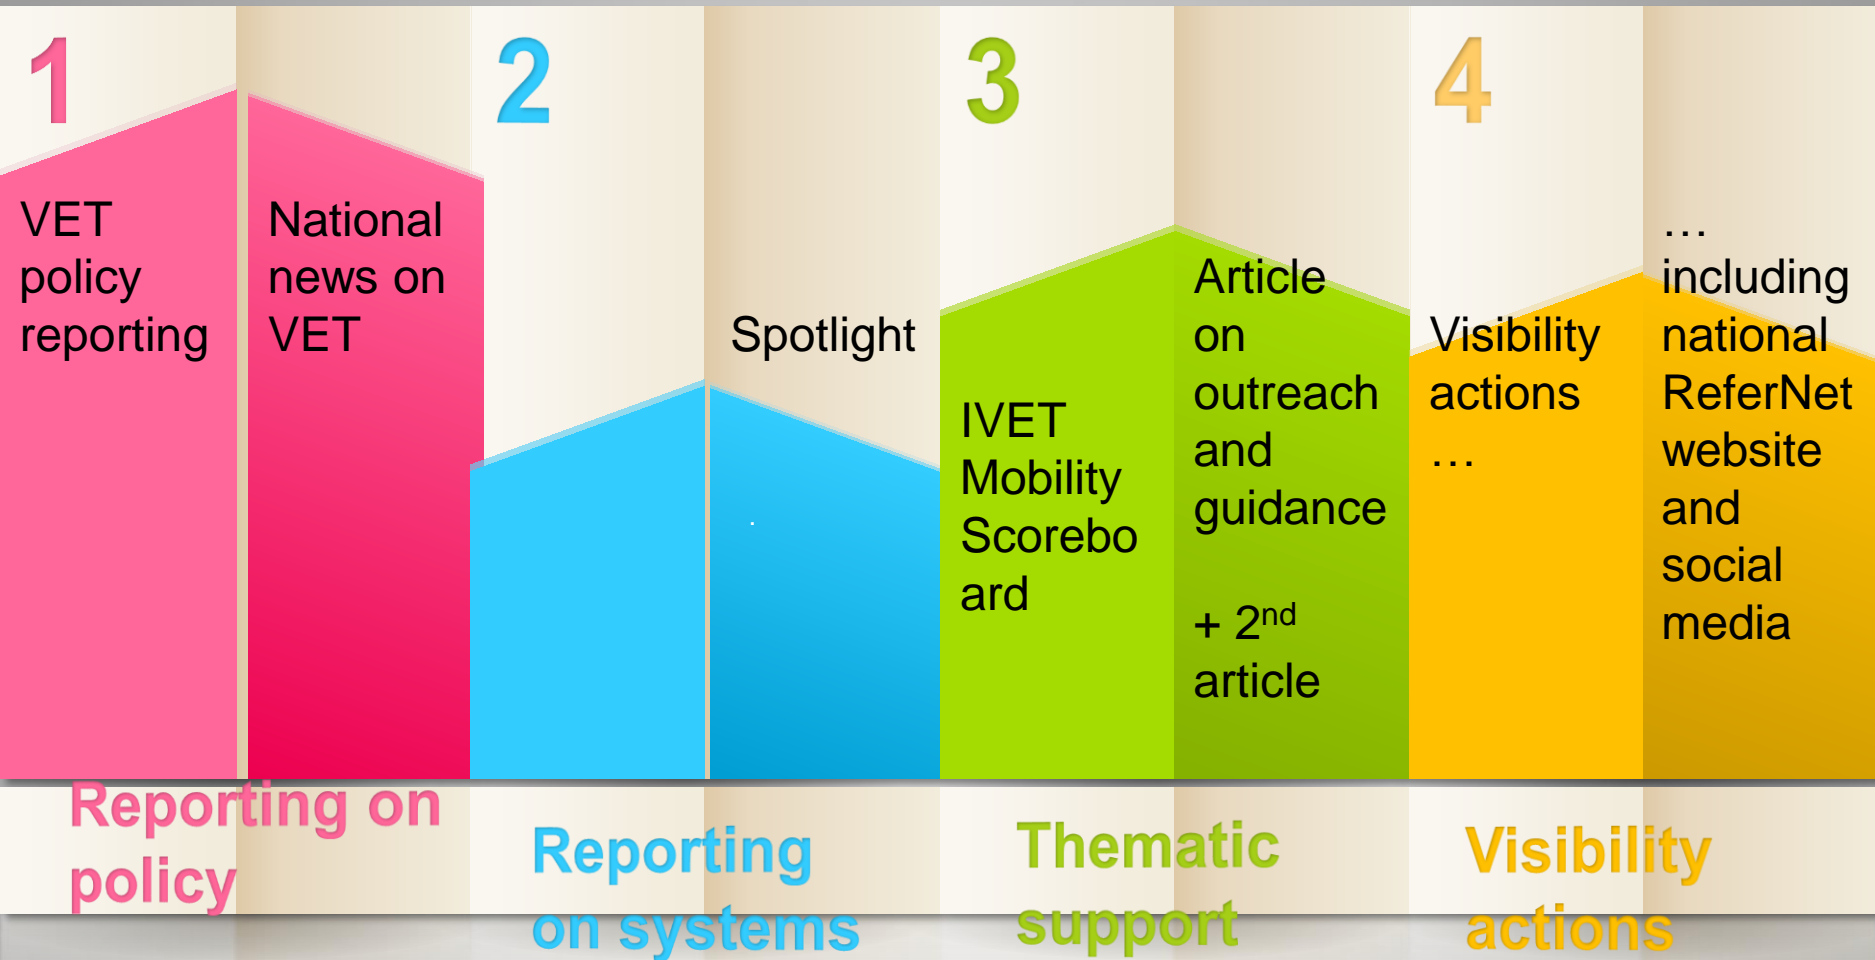 1
VET
policy
reporting
National
news on
VET
Reporting on
policy
2
Spotlight
.
Reporting
on systems
3
IVET
Mobility
Scorebo
ard
Article
on
outreach
and
guidance
+ 2nd
article
Thematic
support
4
Visibility
actions
…
…
including
national
ReferNet
website
and
social
media
Visibility
actions